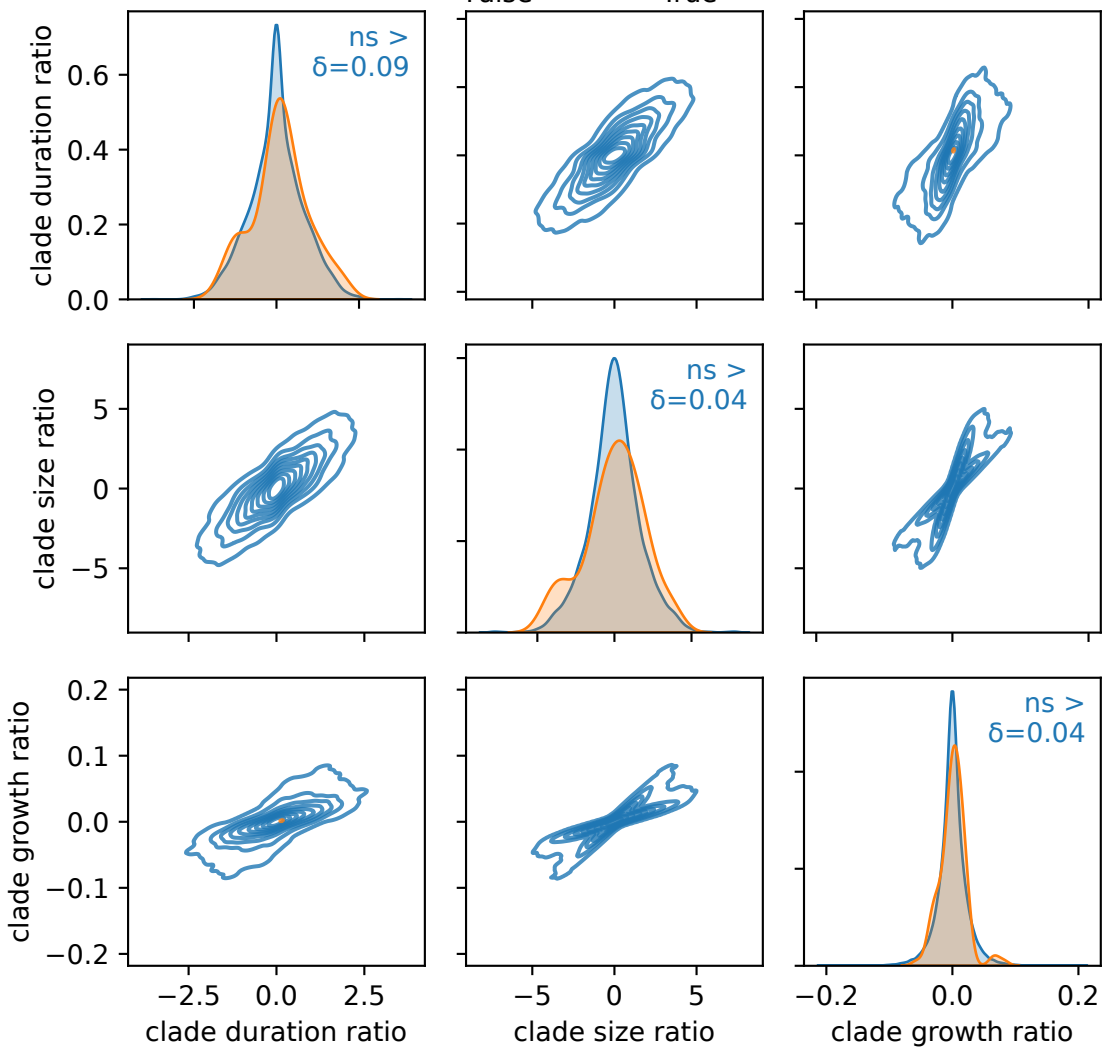 True
clade duration ratio
0.6
0.4
0.2
0.0
ns >
δ=0.09
clade size ratio
5
0
−5
ns >
δ=0.04
clade growth ratio
0.2
0.1
0.0
−0.1
−0.2
ns >
δ=0.04
−2.5 0.0 2.5
−5 0 5
−0.2 0.0 0.2
clade duration ratio
clade size ratio
clade growth ratio